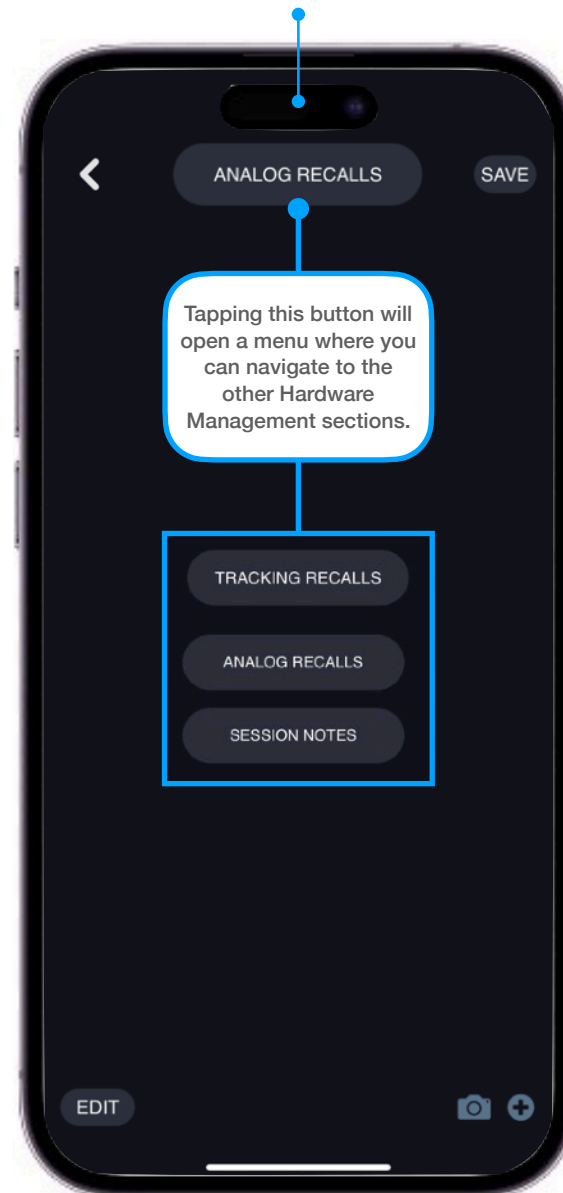 ANALOG RECALLS
SAVE
Tapping this button will
open a menu where you
can navigate to the
other Hardware
Management sections.
TRACKING RECALLS
ANALOG RECALLS
SESSION NOTES
EDIT